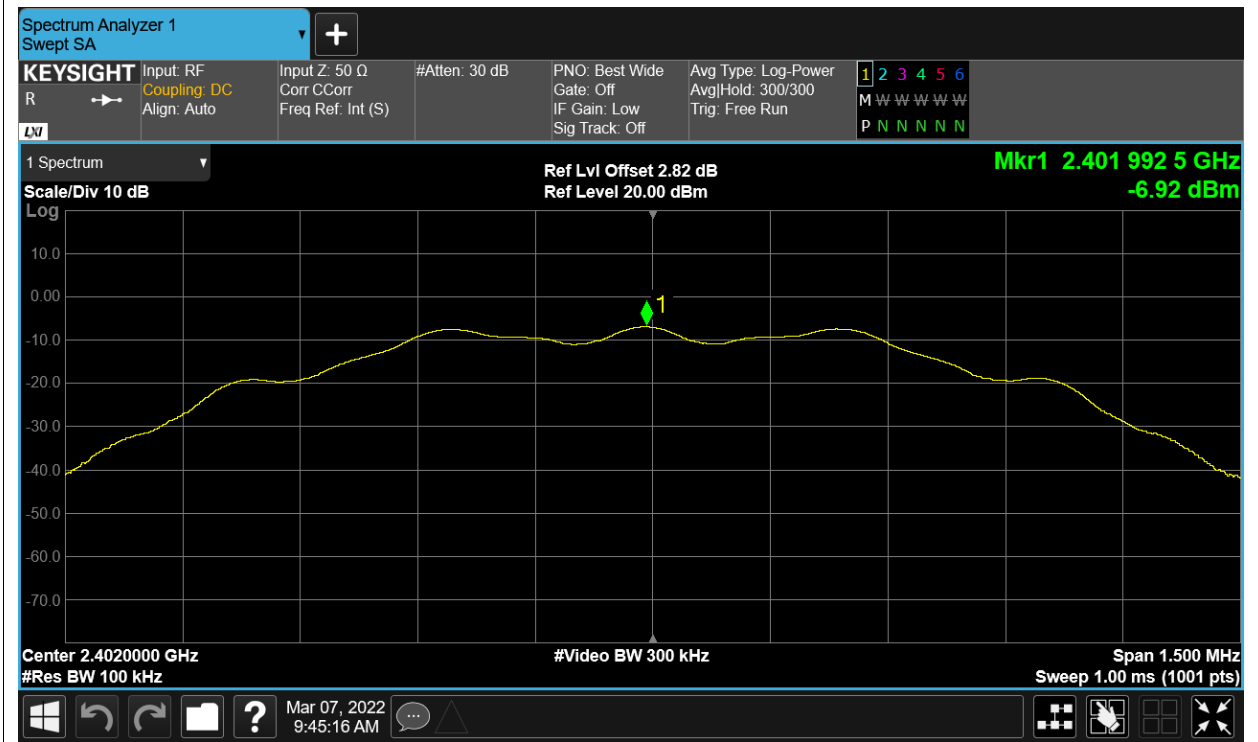 Spectrum Analyzer 1
Swept SA
KEYSIGHT
R
LXI
Input: RF
Coupling: DC
Align: Auto
Input Z: 50 Ω
Corr CCorr
Freq Ref: Int (S)
#Atten: 30 dB
PNO: Best Wide
Gate: Off
IF Gain: Low
Sig Track: Off
Avg Type: Log-Power
Avg|Hold: 300/300
Trig: Free Run
1 2 3 4 5 6
M W W W W W
P N N N N N
1 Spectrum
Scale/Div 10 dB
Log
Ref Lvl Offset 2.82 dB
Ref Level 20.00 dBm
Mkr1 2.401 992 5 GHz
-6.92 dBm
10.0
0.00
-10.0
-20.0
-30.0
-40.0
-50.0
-60.0
-70.0
1
Center 2.4020000 GHz
#Res BW 100 kHz
#Video BW 300 kHz
Span 1.500 MHz
Sweep 1.00 ms (1001 pts)
?
Mar 07, 2022
9:45:16 AM